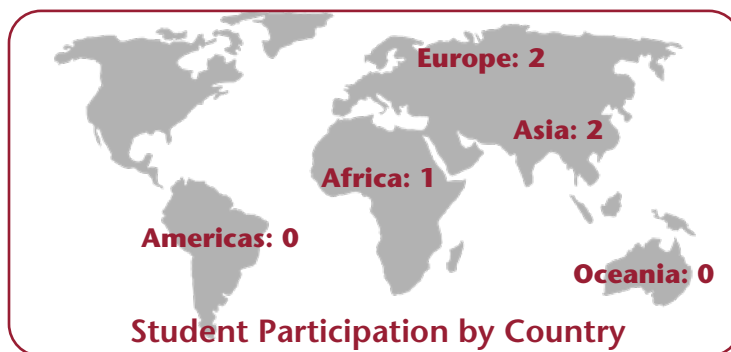 Europe: 2
Asia: 2
Africa: 1
Americas: 0
Oceania: 0
Student Participation by Country